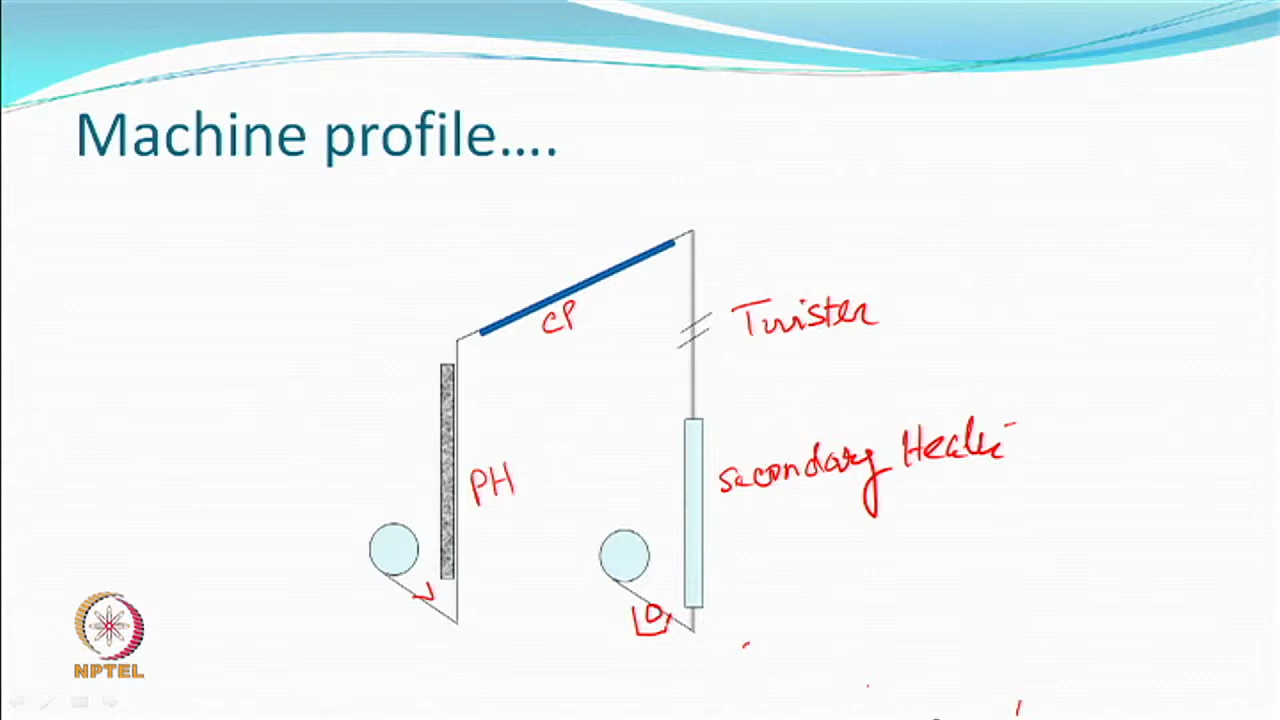 Machine profile....
CP
Twister
PH
Secondary Heater
NPTEL